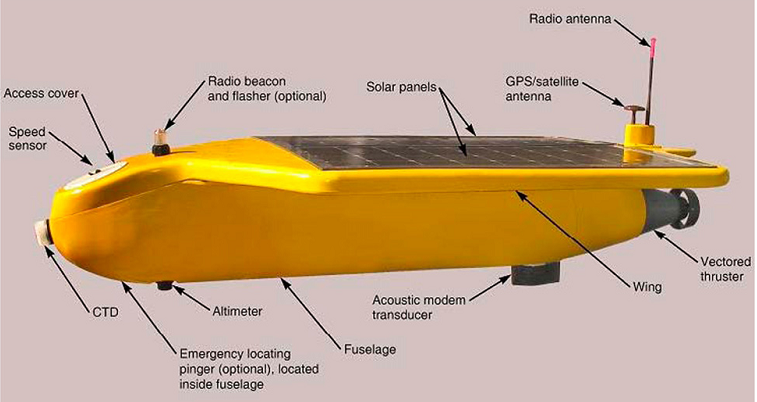 Radio antenna
Radio beacon
and flasher (optional)
Solar panels
GPS/satellite
antenna
Access cover
Speed
sensor
Vectored
thruster
Wing
Acoustic modem
transducer
CTD
Altimeter
Fuselage
Emergency locating
pinger (optional), located
inside fuselage